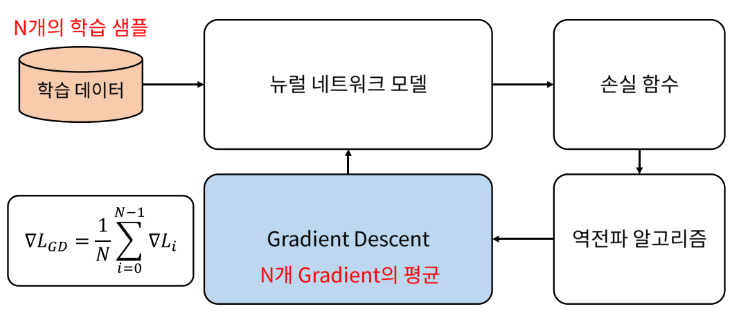 N개의 학습 샘플
학습 데이터
뉴럴 네트워크 모델
손실 함수
역전파 알고리즘
Gradient Descent
N개 Gradient의 평균
∇L_{GD} = \frac{1}{N} \sum_{i=0}^{N-1} ∇L_i